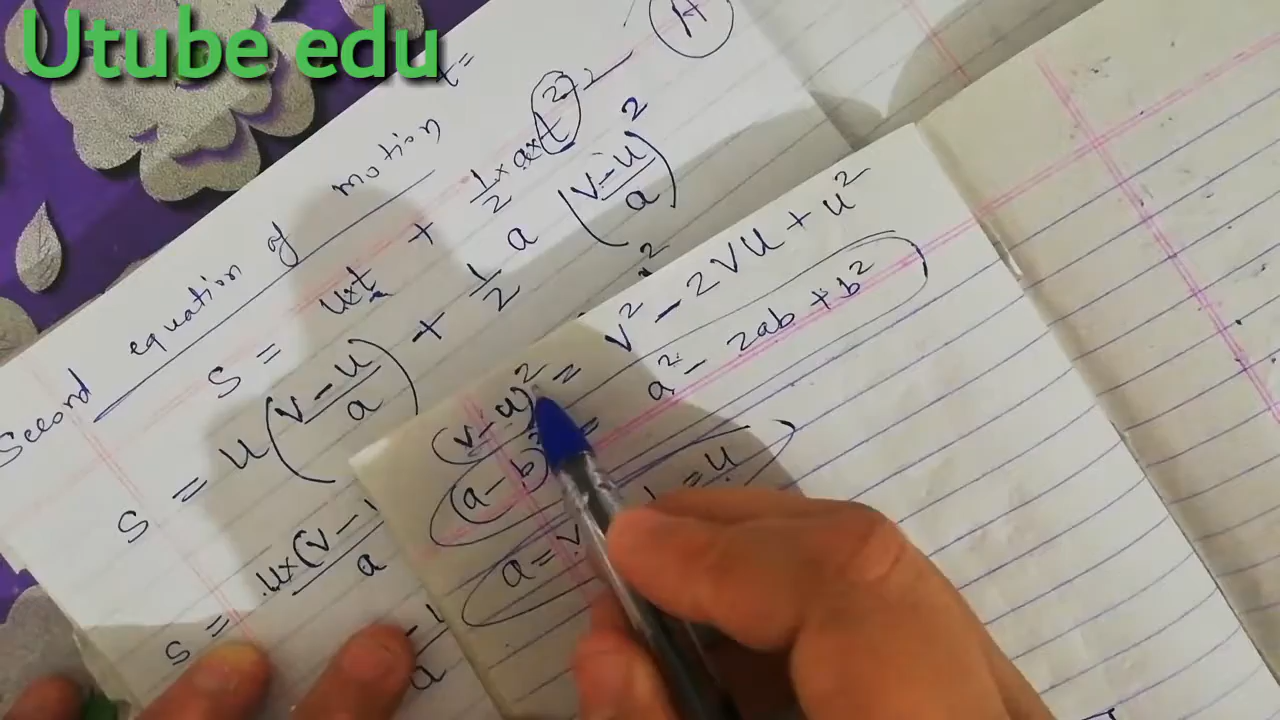 Utube edu
t=
A
Second equation of motion
S = u×t + 1/2 × a×t²
S = u(v-u/a) + 1/2 a (v-u/a)²
S = u×(v-
a
(v-u)² = v² - 2vu + u²
(a-b)² = a² - 2ab + b²
a=v = u